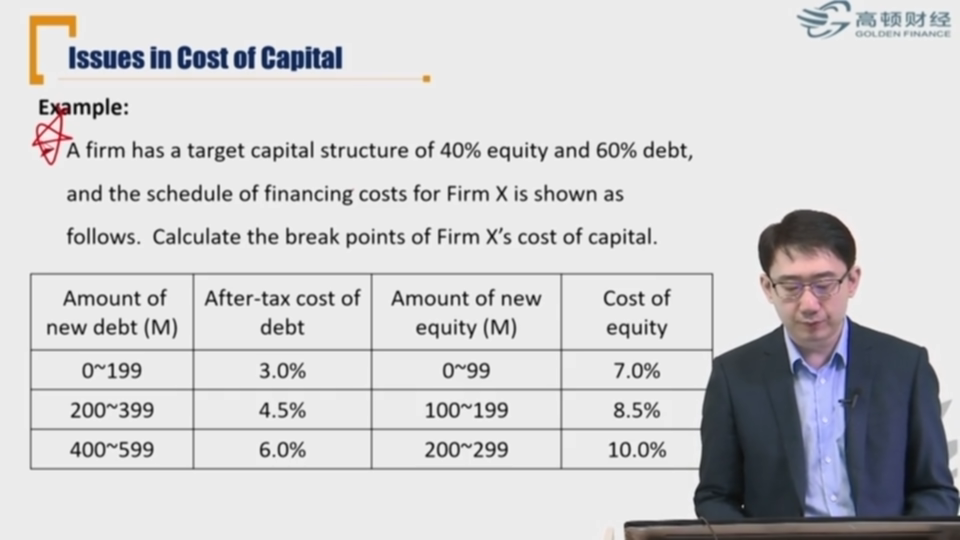 高顿财经
GOLDEN FINANCE
Issues in Cost of Capital
Example:
A firm has a target capital structure of 40% equity and 60% debt,
and the schedule of financing costs for Firm X is shown as
follows. Calculate the break points of Firm X's cost of capital.
Amount of new debt (M) After-tax cost of debt Amount of new equity (M) Cost of equity
0~199 3.0% 0~99 7.0%
200~399 4.5% 100~199 8.5%
400~599 6.0% 200~299 10.0%